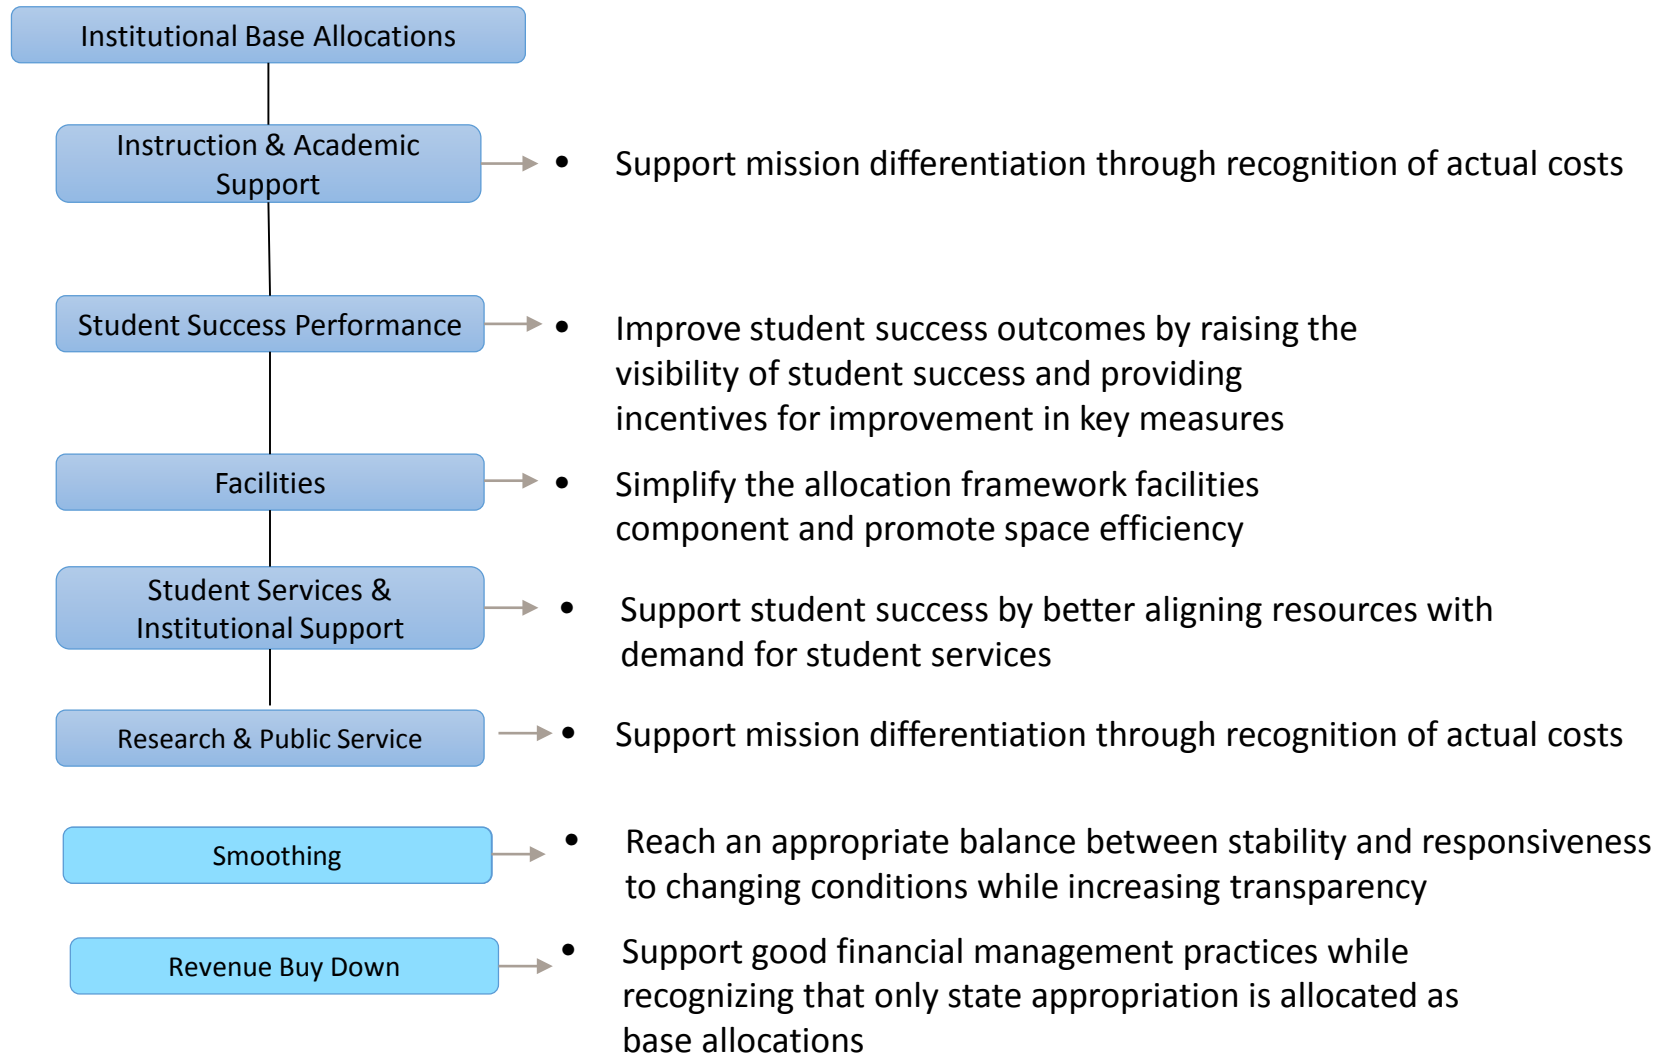 Institutional Base Allocations
Instruction & Academic
Support
• Support mission differentiation through recognition of actual costs
Student Success Performance
• Improve student success outcomes by raising the
visibility of student success and providing
incentives for improvement in key measures
Facilities
• Simplify the allocation framework facilities
component and promote space efficiency
Student Services &
Institutional Support
• Support student success by better aligning resources with
demand for student services
Research & Public Service
• Support mission differentiation through recognition of actual costs
Smoothing
• Reach an appropriate balance between stability and responsiveness
to changing conditions while increasing transparency
Revenue Buy Down
• Support good financial management practices while
recognizing that only state appropriation is allocated as
base allocations